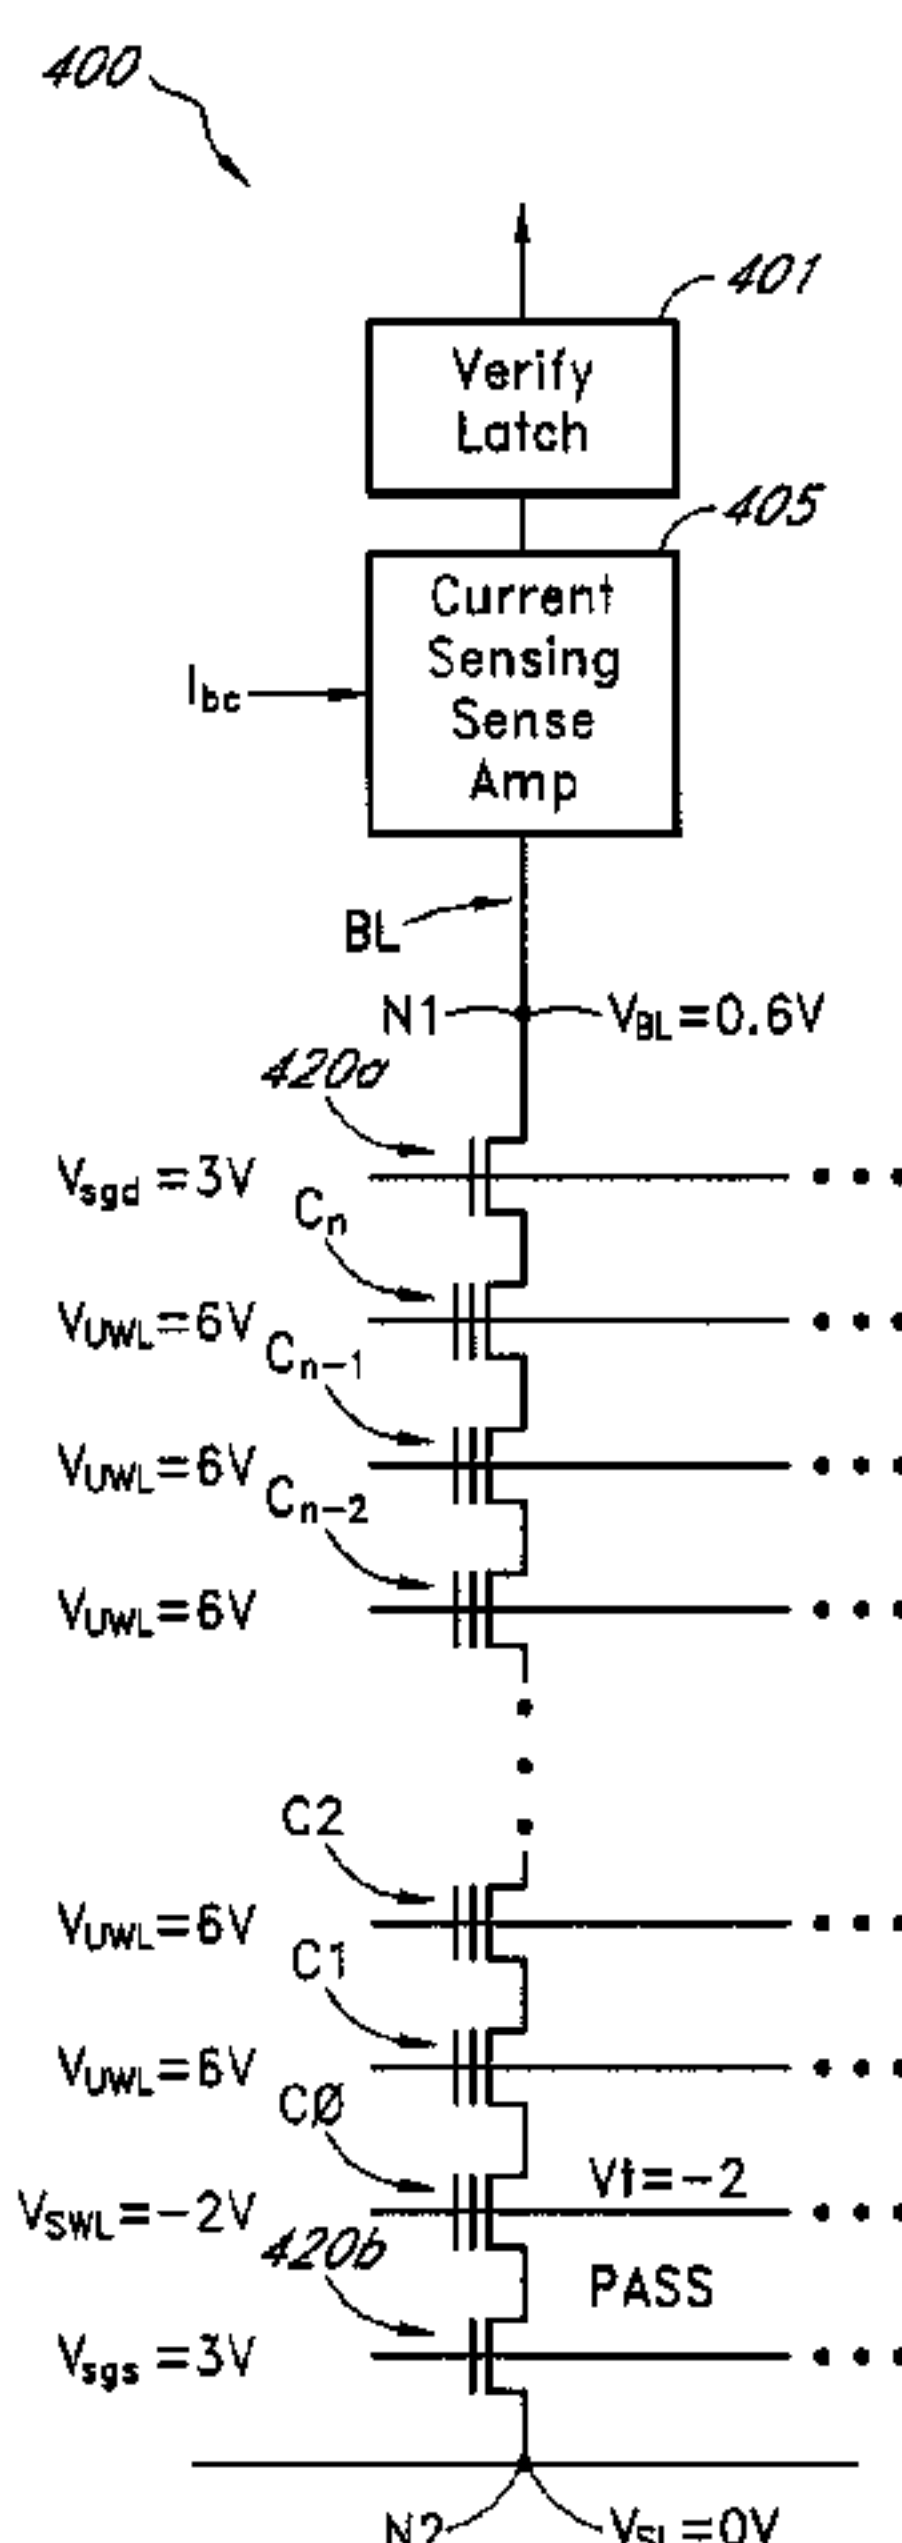 400
401
Verify
Latch
405
Current
Sensing
Sense
Amp
Ibc
BL
N1
VBL=0.6V
420a
Vsgd=3V
Cn
VUWL=6V
Cn-1
VUWL=6V
Cn-2
VUWL=6V
C2
VUWL=6V
C1
VUWL=6V
CØ
Vt=-2
VSWL=-2V
420b
PASS
Vsgs=3V
N2
VSL=0V